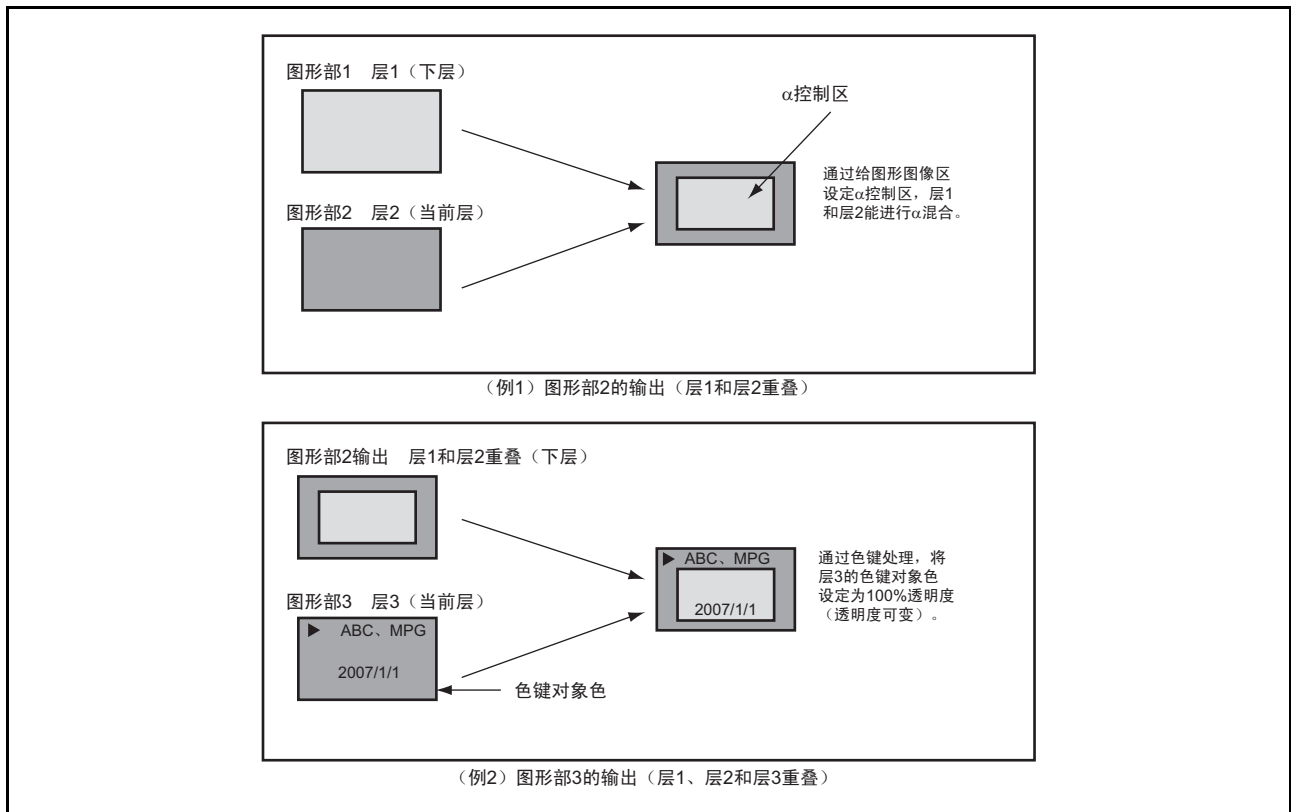 图形部1 层1（下层）
α控制区
通过给图形图像区
设定α控制区，层1
和层2能进行α混合。
图形部2 层2（当前层）
（例1）图形部2的输出（层1和层2重叠）
图形部2输出 层1和层2重叠（下层）
▶ ABC、MPG
2007/1/1
通过色键处理，将
层3的色键对象色
设定为100%透明度
（透明度可变）。
图形部3 层3（当前层）
▶ ABC、MPG
2007/1/1
色键对象色
（例2）图形部3的输出（层1、层2和层3重叠）